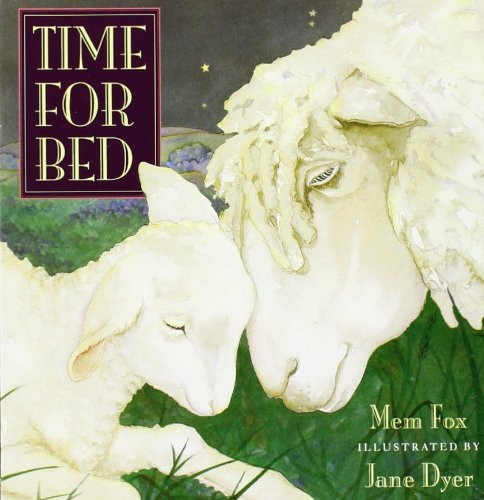 TIME
FOR
BED
Mem Fox
ILLUSTRATED BY
Jane Dyer